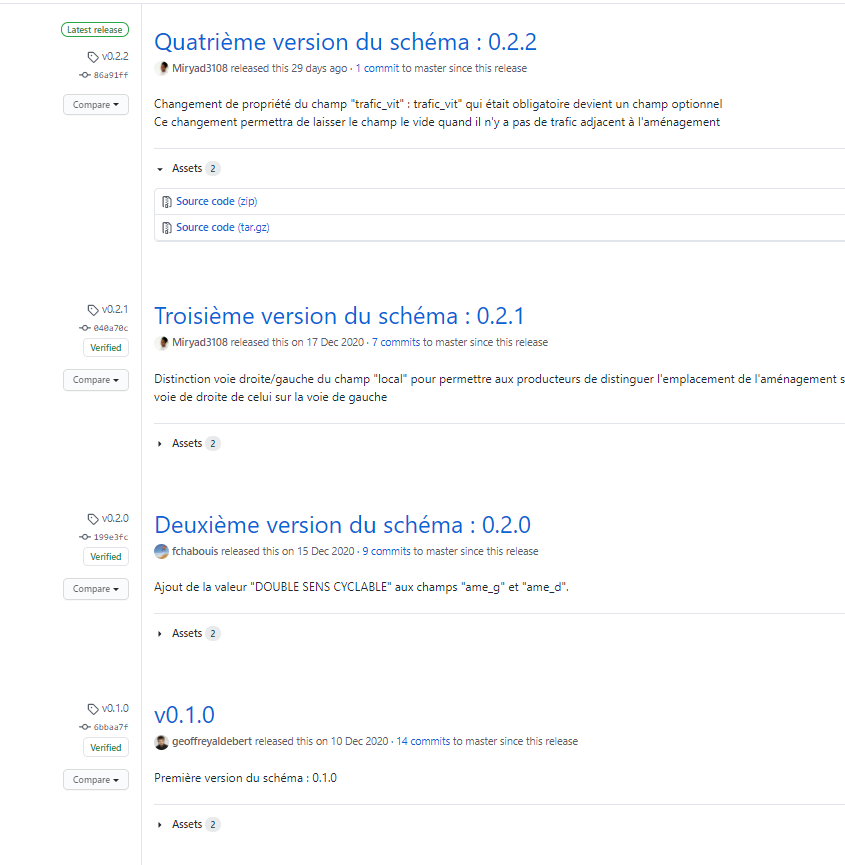 Latest release
v0.2.2
86a91ff
Compare
Quatrième version du schéma : 0.2.2
Miryad3108 released this 29 days ago · 1 commit to master since this release
Changement de propriété du champ "trafic_vit" : trafic_vit" qui était obligatoire devient un champ optionnel
Ce changement permettra de laisser le champ le vide quand il n'y a pas de trafic adjacent à l'aménagement
Assets 2
Source code (zip)
Source code (tar.gz)
v0.2.1
040a70c
Verified
Compare
Troisième version du schéma : 0.2.1
Miryad3108 released this on 17 Dec 2020 · 7 commits to master since this release
Distinction voie droite/gauche du champ "local" pour permettre aux producteurs de distinguer l'emplacement de l'aménagement s
voie de droite de celui sur la voie de gauche
Assets 2
v0.2.0
199e3fc
Verified
Compare
Deuxième version du schéma : 0.2.0
fchabouis released this on 15 Dec 2020 · 9 commits to master since this release
Ajout de la valeur "DOUBLE SENS CYCLABLE" aux champs "ame_g" et "ame_d".
Assets 2
v0.1.0
6bbaa7f
Verified
Compare
v0.1.0
geoffreyaldebert released this on 10 Dec 2020 · 14 commits to master since this release
Première version du schéma : 0.1.0
Assets 2